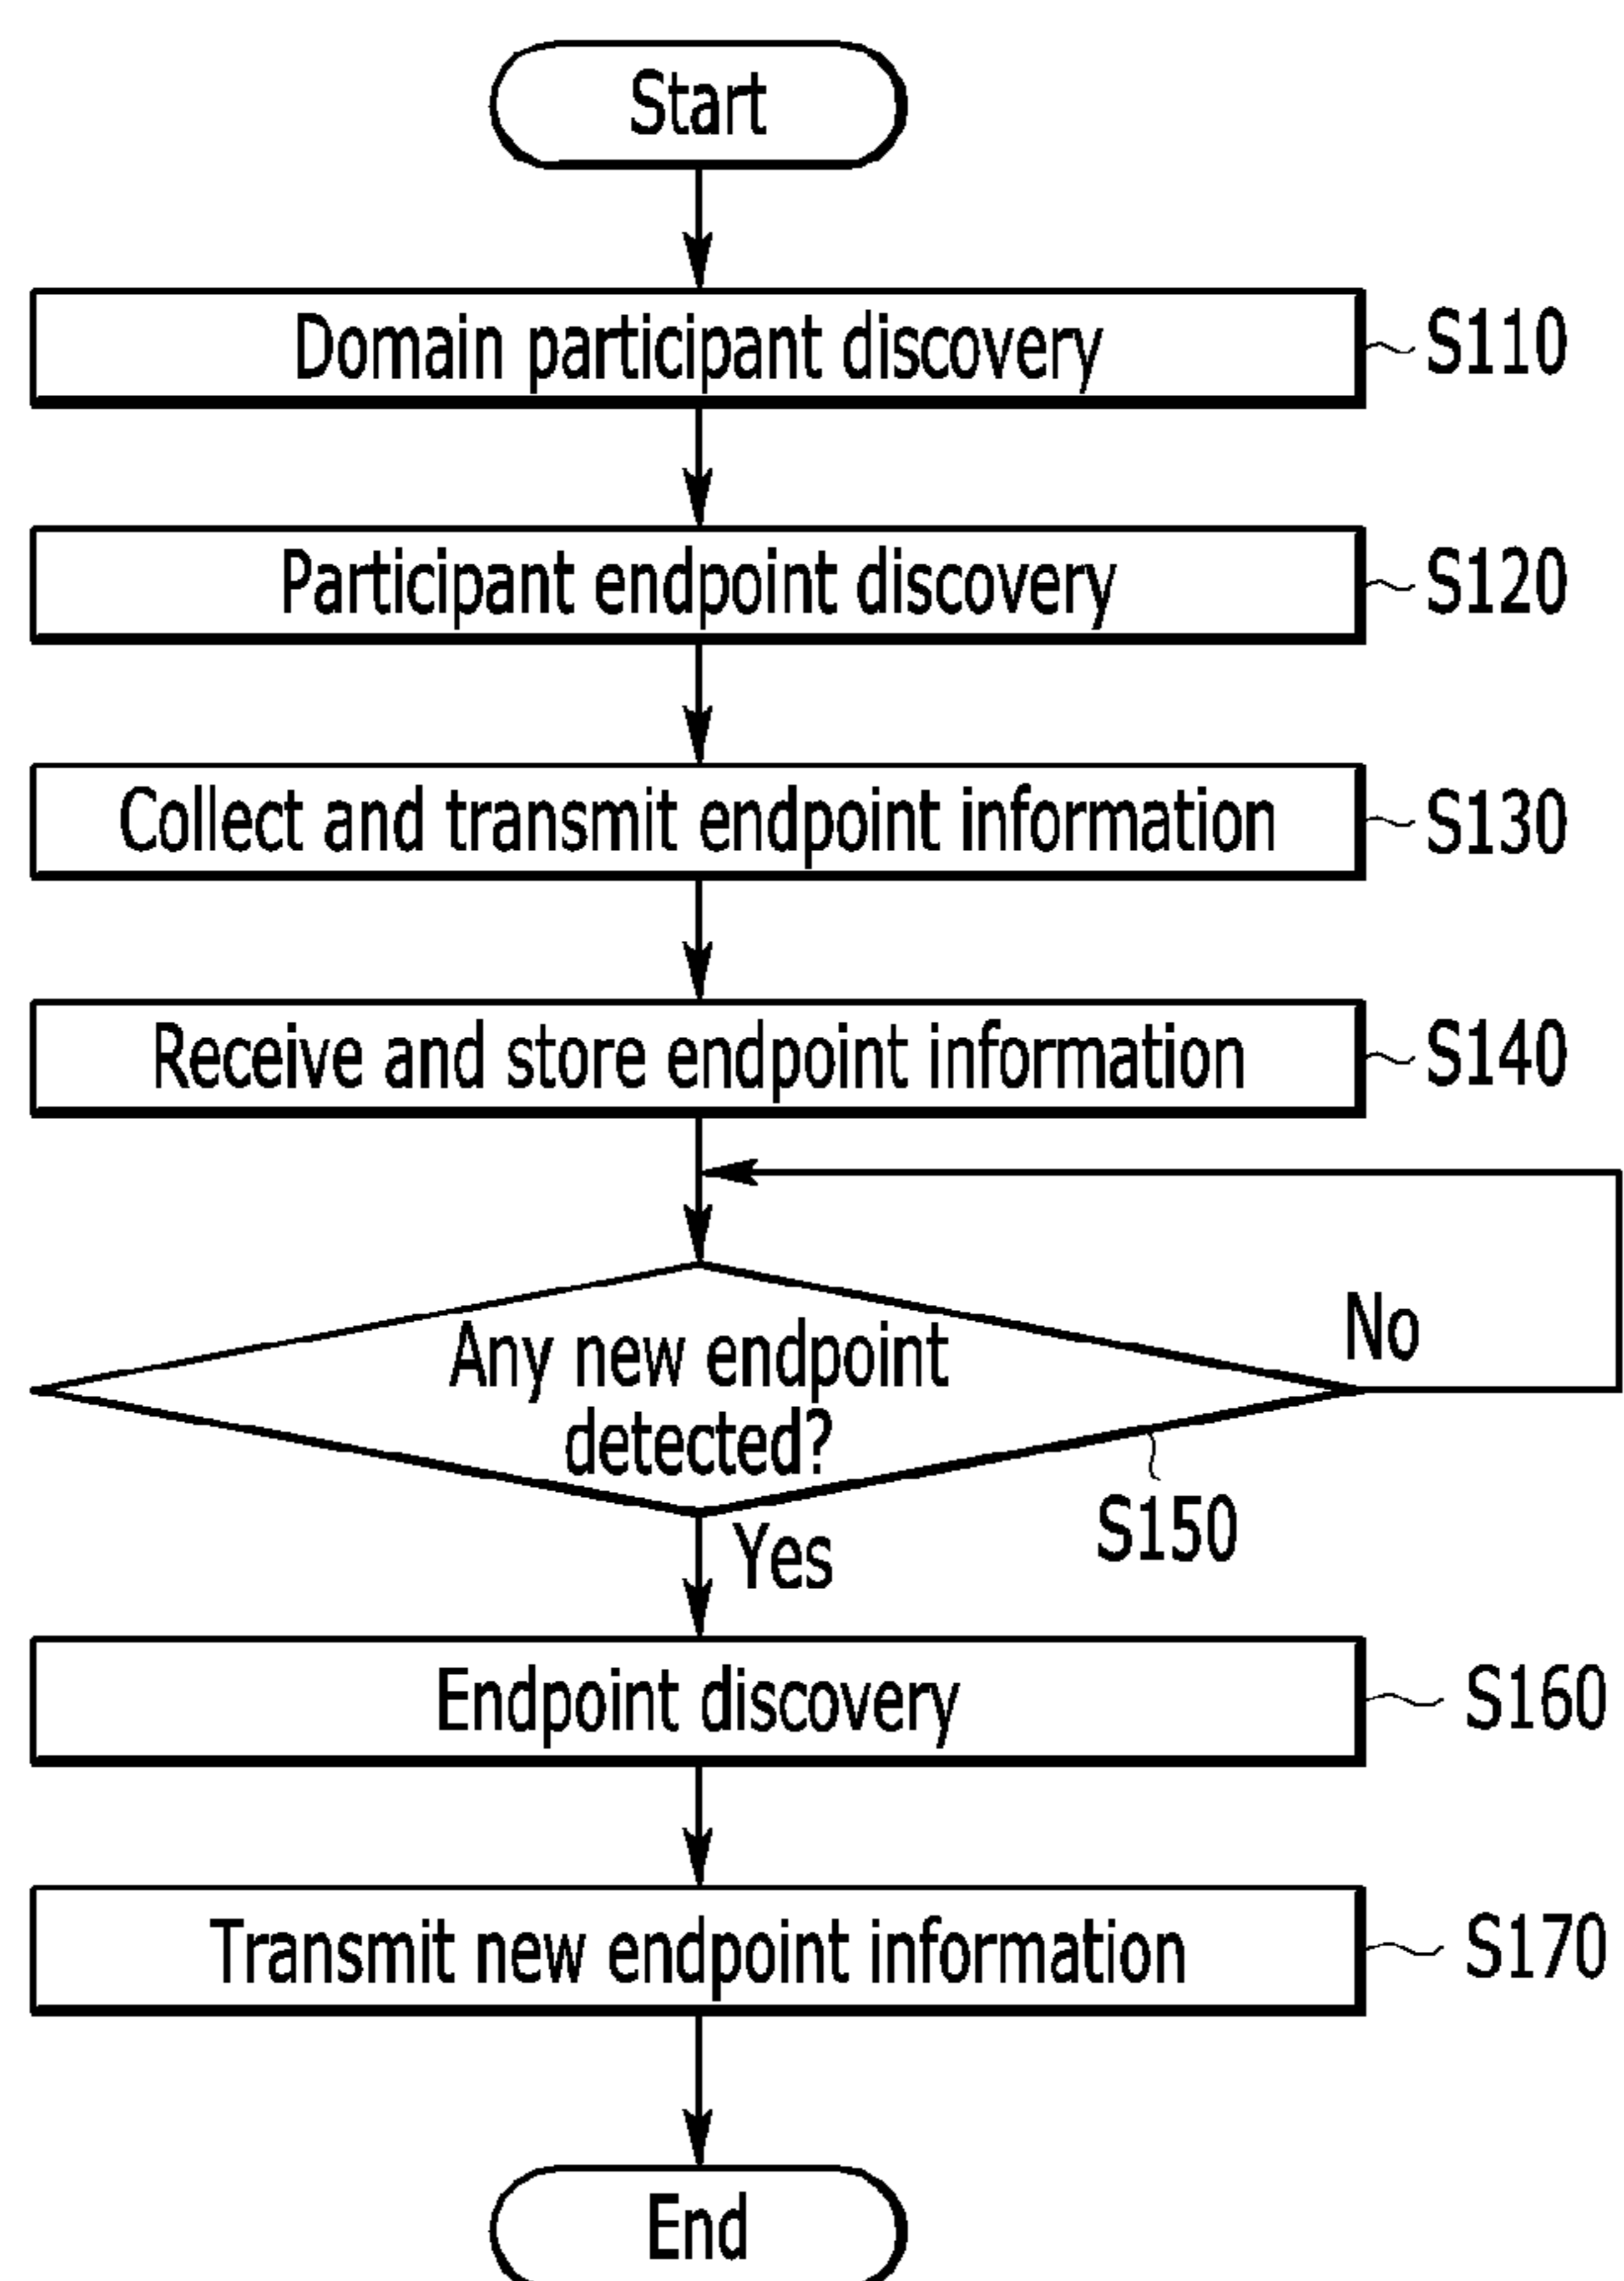 Start
Domain participant discovery
S110
Participant endpoint discovery
S120
Collect and transmit endpoint information
S130
Receive and store endpoint information
S140
Any new endpoint
detected?
No
S150
Yes
Endpoint discovery
S160
Transmit new endpoint information
S170
End